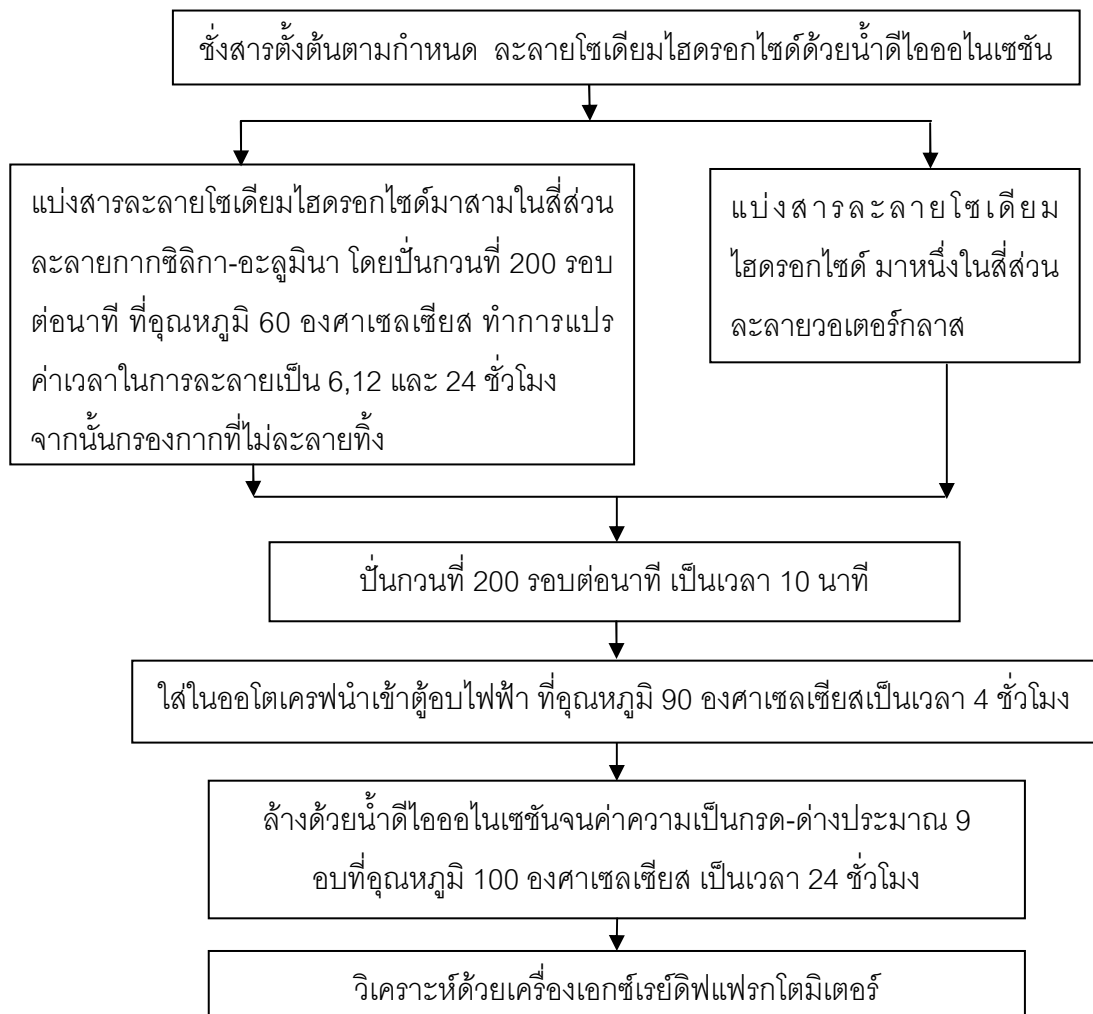 ชั่งสารตั้งต้นตามกำหนด ละลายโซเดียมไฮดรอกไซด์ด้วยน้ำดีไอออไนเซชัน
แบ่งสารละลายโซเดียมไฮดรอกไซด์มาสามในสี่ส่วน
ละลายกากซิลิกา-อะลูมินา โดยปั่นกวนที่ 200 รอบ
ต่อนาที ที่อุณหภูมิ 60 องศาเซลเซียส ทำการแปร
ค่าเวลาในการละลายเป็น 6,12 และ 24 ชั่วโมง
จากนั้นกรองกากที่ไม่ละลายทิ้ง
แบ่งสารละลายโซเดียม
ไฮดรอกไซด์ มาหนึ่งในสี่ส่วน
ละลายวอเตอร์กลาส
ปั่นกวนที่ 200 รอบต่อนาที เป็นเวลา 10 นาที
ใส่ในออโตเครฟนำเข้าตู้อบไฟฟ้า ที่อุณหภูมิ 90 องศาเซลเซียสเป็นเวลา 4 ชั่วโมง
ล้างด้วยน้ำดีไอออไนเซชันจนค่าความเป็นกรด-ด่างประมาณ 9
อบที่อุณหภูมิ 100 องศาเซลเซียส เป็นเวลา 24 ชั่วโมง
วิเคราะห์ด้วยเครื่องเอกซ์เรย์ดิฟแฟรกโตมิเตอร์